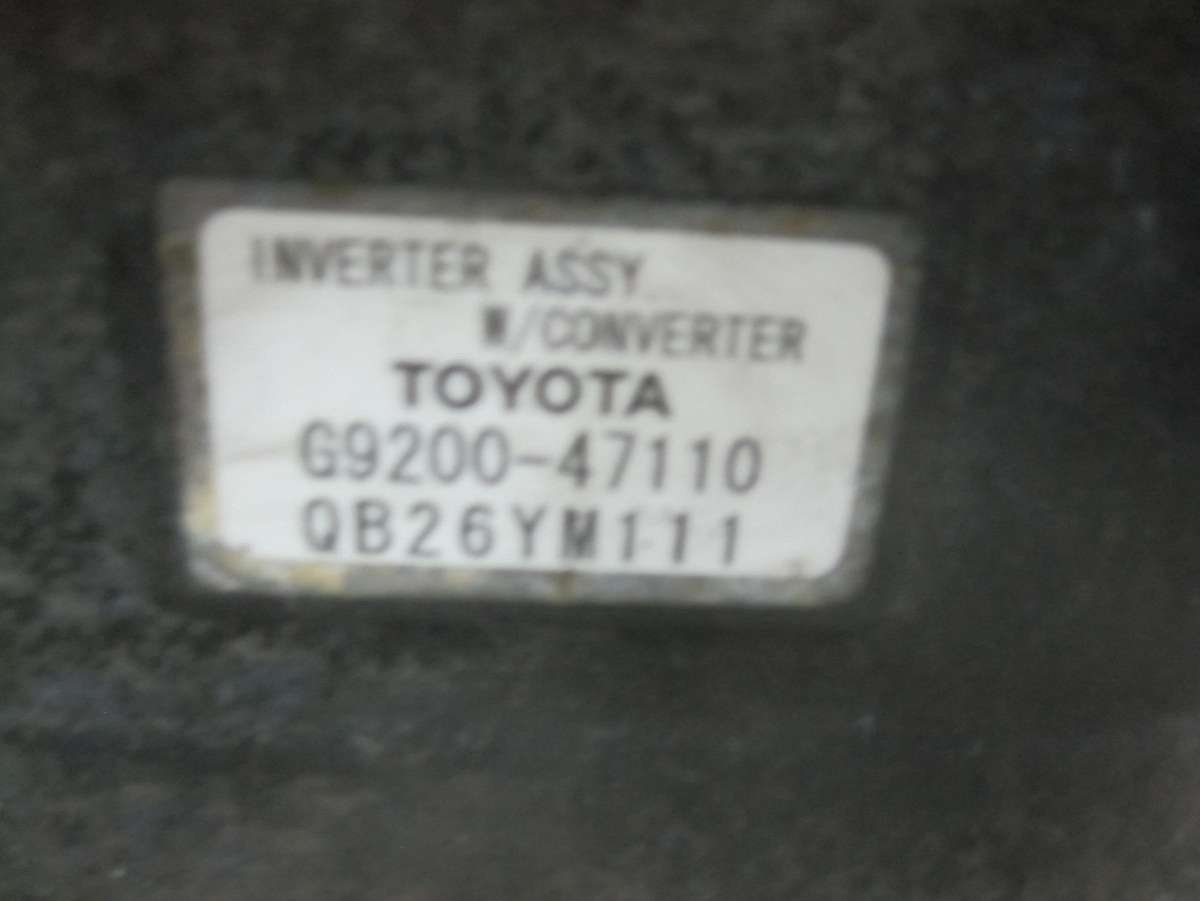 INVERTER ASSY
W/CONVERTER
TOYOTA
G9200-47110
QB26YM111